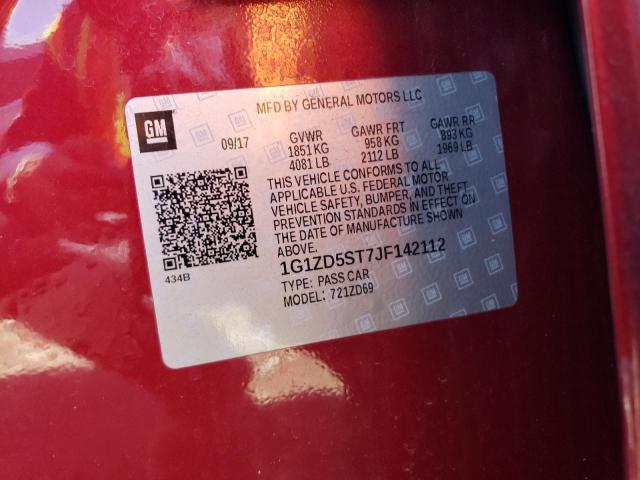 MFD BY GENERAL MOTORS LLC
GM
09/17
GVWR GAWR FRT GAWR RR
1851 KG 958 KG 893 KG
4081 LB 2112 LB 1969 LB
THIS VEHICLE CONFORMS TO ALL
APPLICABLE U.S. FEDERAL MOTOR
VEHICLE SAFETY, BUMPER, AND THEFT
PREVENTION STANDARDS IN EFFECT ON
THE DATE OF MANUFACTURE SHOWN
ABOVE.
434B
1G1ZD5ST7JF142112
TYPE: PASS CAR
MODEL: 721ZD69